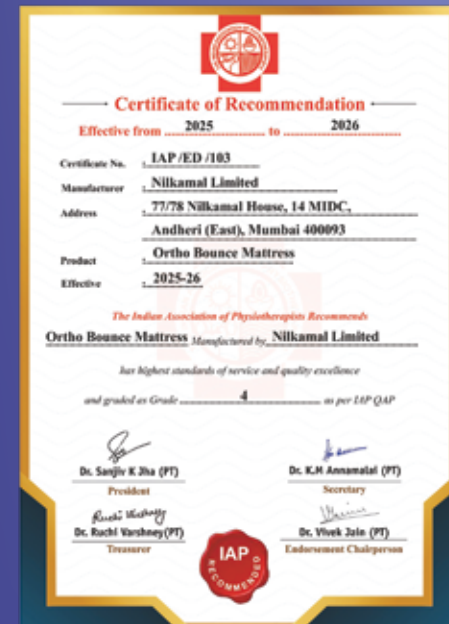 Certificate of Recommendation
Effective from 2025 to 2026
Certificate No. : IAP /ED /103
Manufacturer : Nilkamal Limited
Address : 77/78 Nilkamal House, 14 MIDC,
Andheri (East), Mumbai 400093
Product : Ortho Bounce Mattress
Effective : 2025-26
The Indian Association of Physiotherapists Recommends
Ortho Bounce Mattress Manufactured by Nilkamal Limited
has highest standards of service and quality excellence
and graded as Grade 4 as per IAP QAP
Dr. Sanjiv K Jha (PT)
President
Dr. K.M Annamalai (PT)
Secretary
Ruchi Varshney
Dr. Ruchi Varshney(PT)
Treasurer
Dr. Vivek Jain (PT)
Endorsement Chairperson
IAP
RECOMMENDED